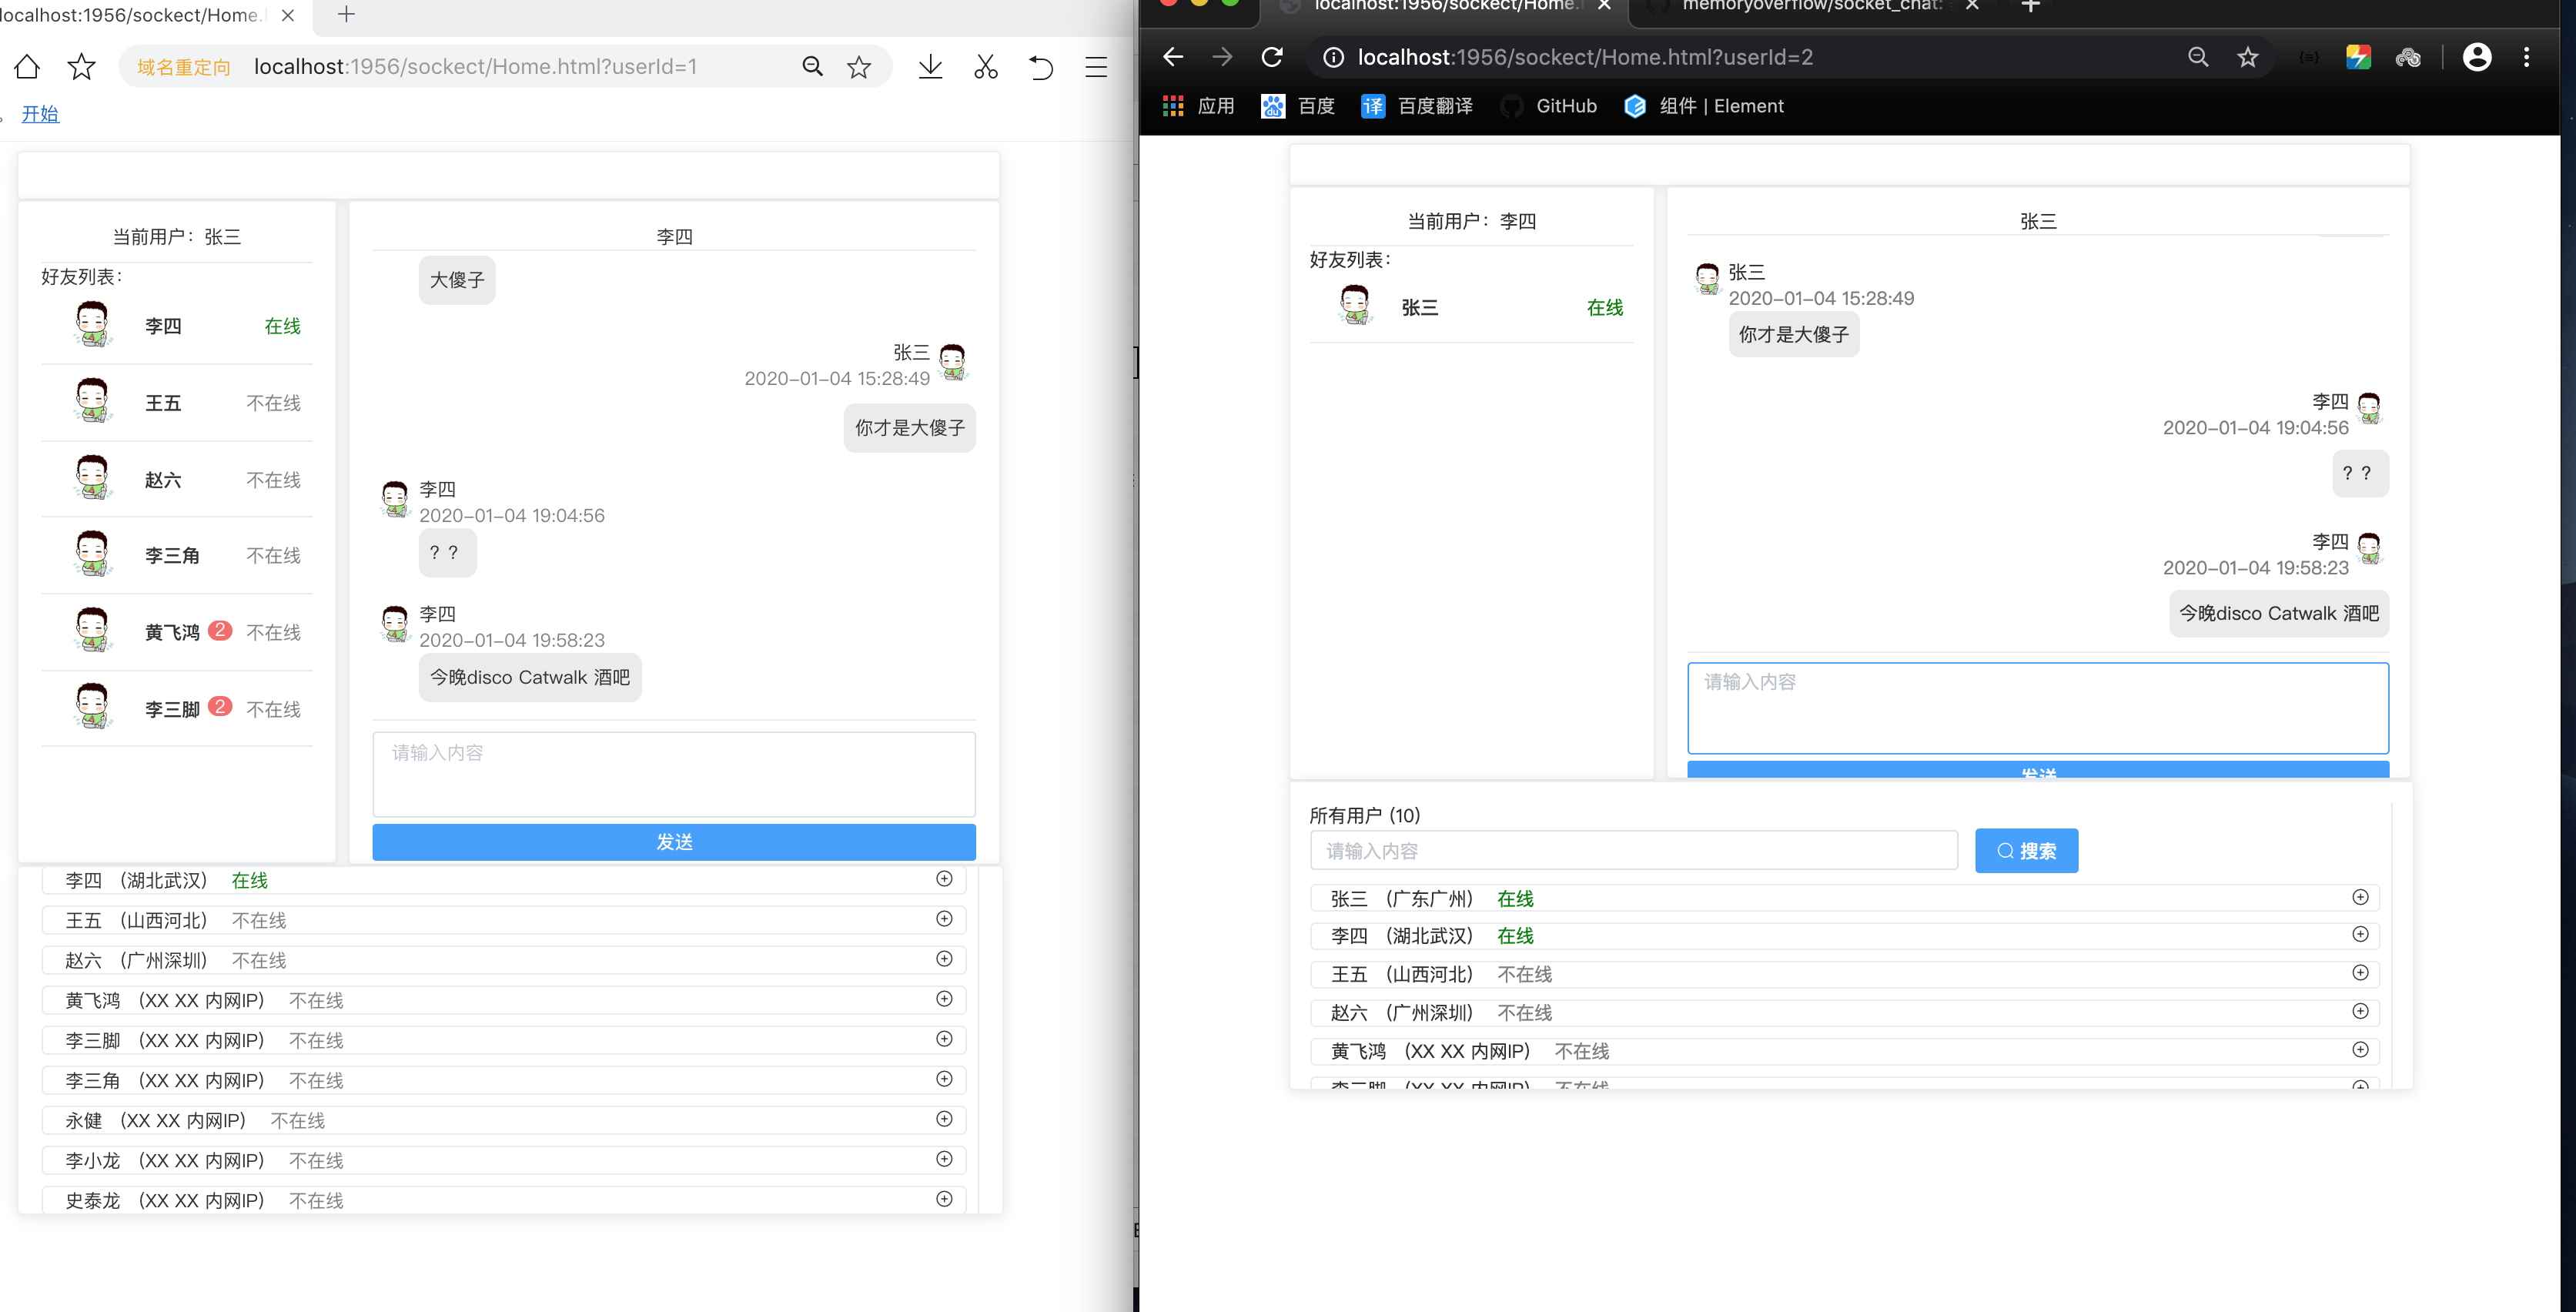 localhost:1956/sockect/Home.
域名重定向 localhost:1956/sockect/Home.html?userId=1
。 开始
当前用户：张三
好友列表：
李四 在线
王五 不在线
赵六 不在线
李三角 不在线
黄飞鸿 2 不在线
李三脚 2 不在线
李四
大傻子
张三
2020-01-04 15:28:49
你才是大傻子
李四
2020-01-04 19:04:56
？？
李四
2020-01-04 19:58:23
今晚disco Catwalk 酒吧
请输入内容
发送
李四 （湖北武汉） 在线
王五 （山西河北） 不在线
赵六 （广州深圳） 不在线
黄飞鸿 （XX XX 内网IP） 不在线
李三脚 （XX XX 内网IP） 不在线
李三角 （XX XX 内网IP） 不在线
永健 （XX XX 内网IP） 不在线
李小龙 （XX XX 内网IP） 不在线
史泰龙 （XX XX 内网IP） 不在线
localhost:1956/sockect/Home. memoryoverflow/socket_chat:
localhost:1956/sockect/Home.html?userId=2
应用 百度 译 百度翻译 GitHub 组件 | Element
当前用户：李四
好友列表：
张三 在线
张三
张三
2020-01-04 15:28:49
你才是大傻子
李四
2020-01-04 19:04:56
？？
李四
2020-01-04 19:58:23
今晚disco Catwalk 酒吧
请输入内容
发送
所有用户 (10)
请输入内容 搜索
张三 （广东广州） 在线
李四 （湖北武汉） 在线
王五 （山西河北） 不在线
赵六 （广州深圳） 不在线
黄飞鸿 （XX XX 内网IP） 不在线
李三脚 （XX XX 内网IP） 不在线